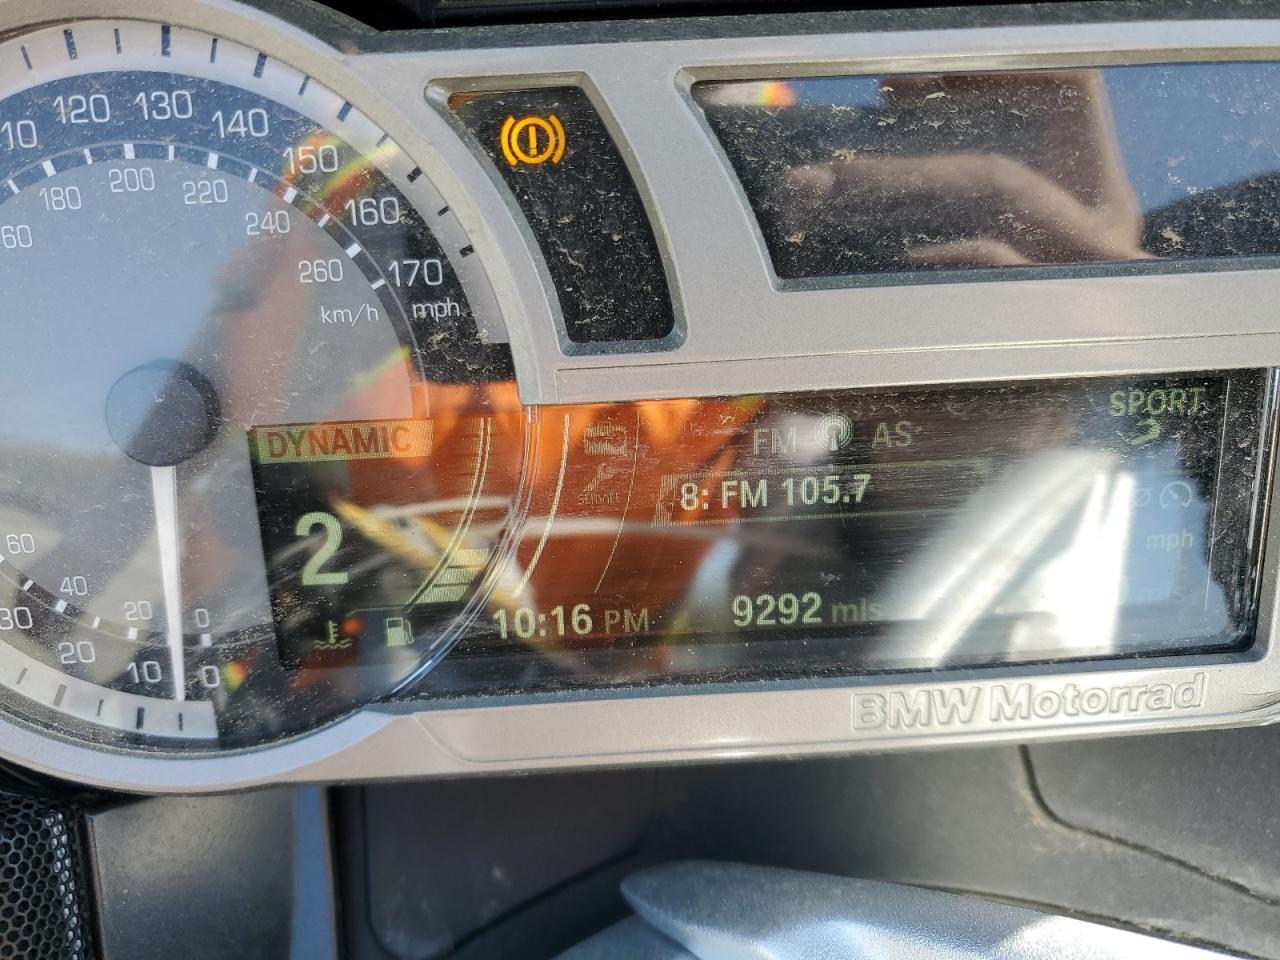 10 120 130 140 150 160 170 mph
60 180 200 220 240 260 km/h
60 40 20 0
30 20 10 0
DYNAMIC
2
SERVICE
FM AS
8: FM 105.7
SPORT
mph
10:16 PM 9292 mls
BMW Motorrad